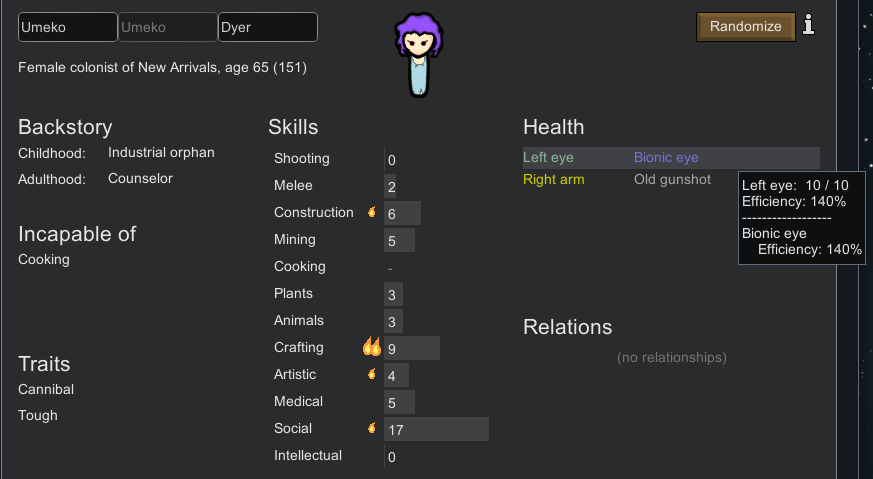 Umeko Umeko Dyer Randomize
Female colonist of New Arrivals, age 65 (151)
Backstory
Childhood: Industrial orphan
Adulthood: Counselor
Incapable of
Cooking
Traits
Cannibal
Tough
Skills
Shooting 0
Melee 2
Construction 6
Mining 5
Cooking -
Plants 3
Animals 3
Crafting 9
Artistic 4
Medical 5
Social 17
Intellectual 0
Health
Left eye Bionic eye
Right arm Old gunshot
Left eye: 10 / 10
Efficiency: 140%
------------------
Bionic eye
Efficiency: 140%
Relations
(no relationships)